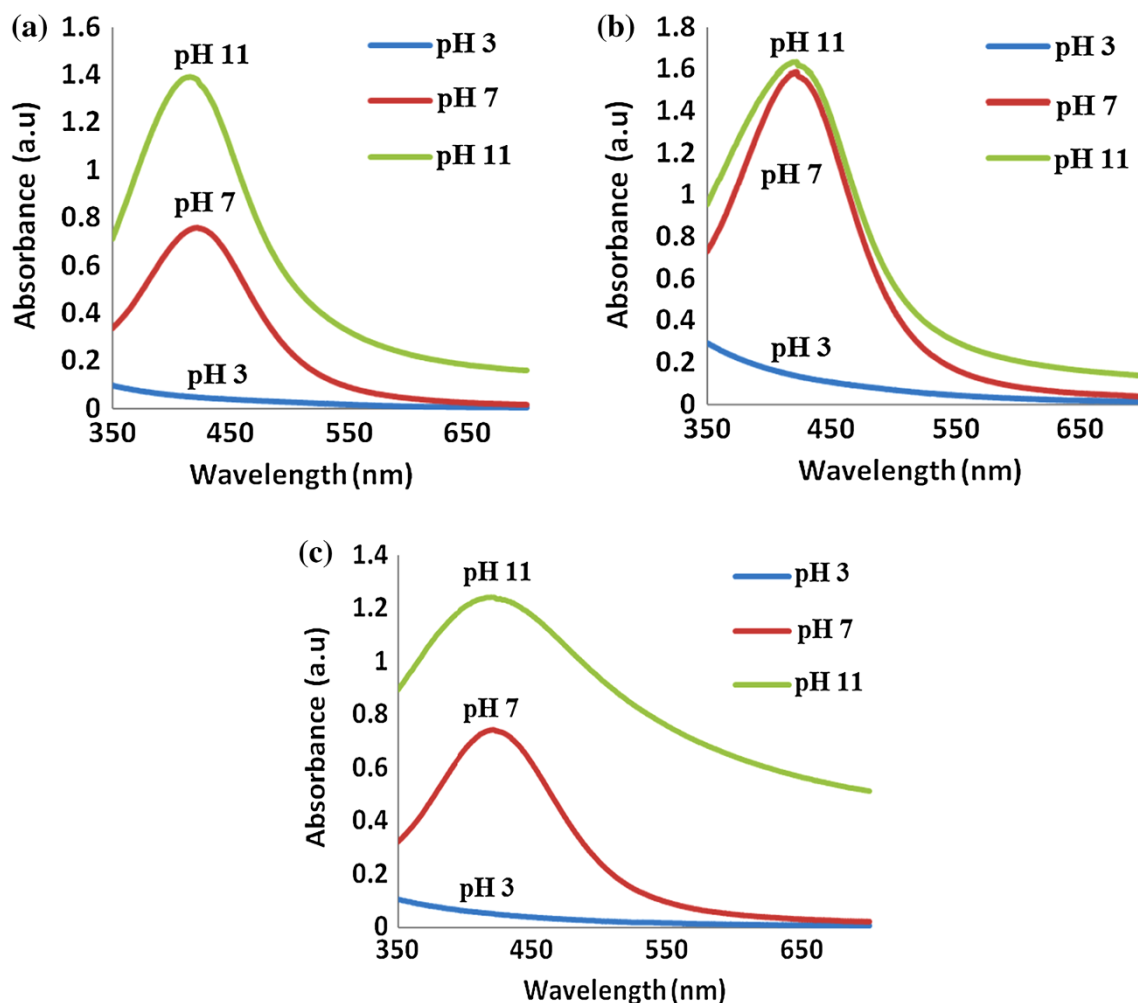 (a)
1.6
1.4
1.2
1
0.8
0.6
0.4
0.2
0
Absorbance (a.u)
pH 11
pH 7
pH 3
pH 3
pH 7
pH 11
350 450 550 650
Wavelength (nm)
(b)
1.8
1.6
1.4
1.2
1
0.8
0.6
0.4
0.2
0
Absorbance (a.u)
pH 11
pH 7
pH 3
pH 3
pH 7
pH 11
350 450 550 650
Wavelength (nm)
(c)
1.4
1.2
1
0.8
0.6
0.4
0.2
0
Absorbance (a.u)
pH 11
pH 7
pH 3
pH 3
pH 7
pH 11
350 450 550 650
Wavelength (nm)